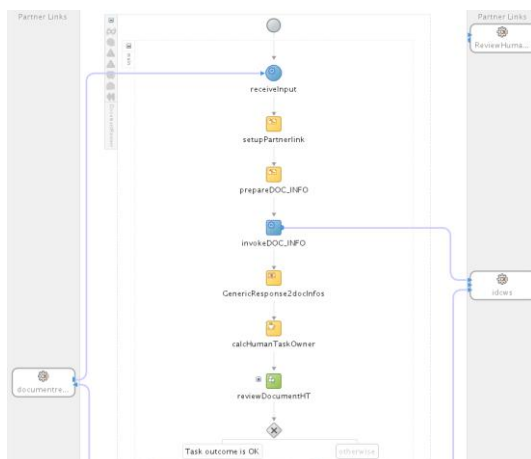 Partner Links
Partner Links
ReviewHuma...
receiveInput
setupPartnerlink
prepareDOC_INFO
invokeDOC_INFO
GenericResponse2docInfos
idcws
calcHumanTaskOwner
documentre...
reviewDocumentHT
Task outcome is OK
otherwise